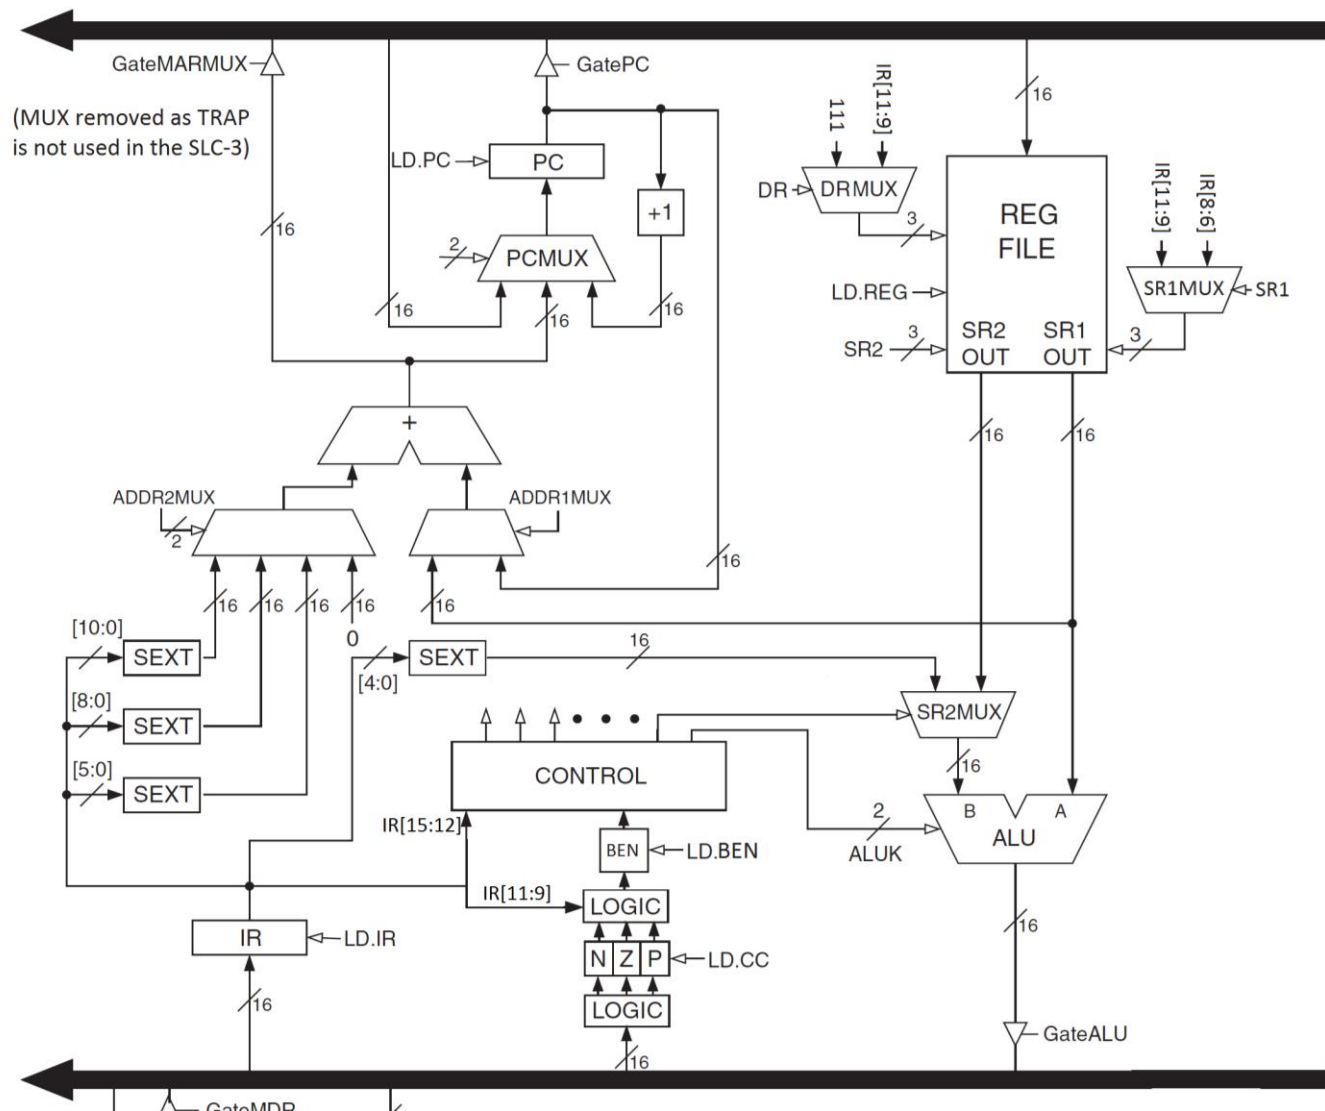 GateMARMUX
GatePC
(MUX removed as TRAP
is not used in the SLC-3)
16
111
IR[11:9]
LD.PC
PC
DR
DRMUX
REG
FILE
IR[11:9]
IR[8:6]
+1
3
16
2
PCMUX
LD.REG
SR1MUX
SR1
16
16
16
SR2
3
SR2
OUT
SR1
OUT
3
+
16
16
ADDR2MUX
2
ADDR1MUX
16
16
16
16
16
16
[10:0]
SEXT
0
[4:0]
SEXT
16
[8:0]
SEXT
SR2MUX
[5:0]
SEXT
CONTROL
16
B
A
ALU
IR[15:12]
2
ALUK
BEN
LD.BEN
IR[11:9]
LOGIC
16
IR
LD.IR
N
Z
P
LD.CC
16
LOGIC
GateALU
16
GateMDR